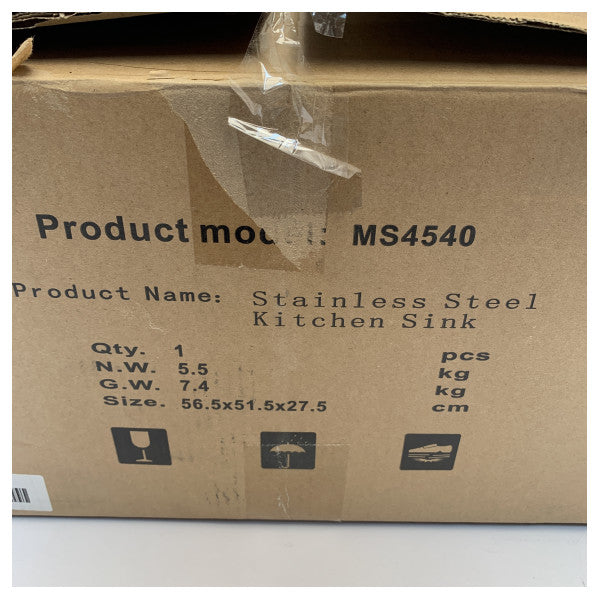 Product mod : MS4540
Product Name: Stainless Steel
Kitchen Sink
Qty. 1 pcs
N.W. 5.5 kg
G.W. 7.4 kg
Size. 56.5x51.5x27.5 cm